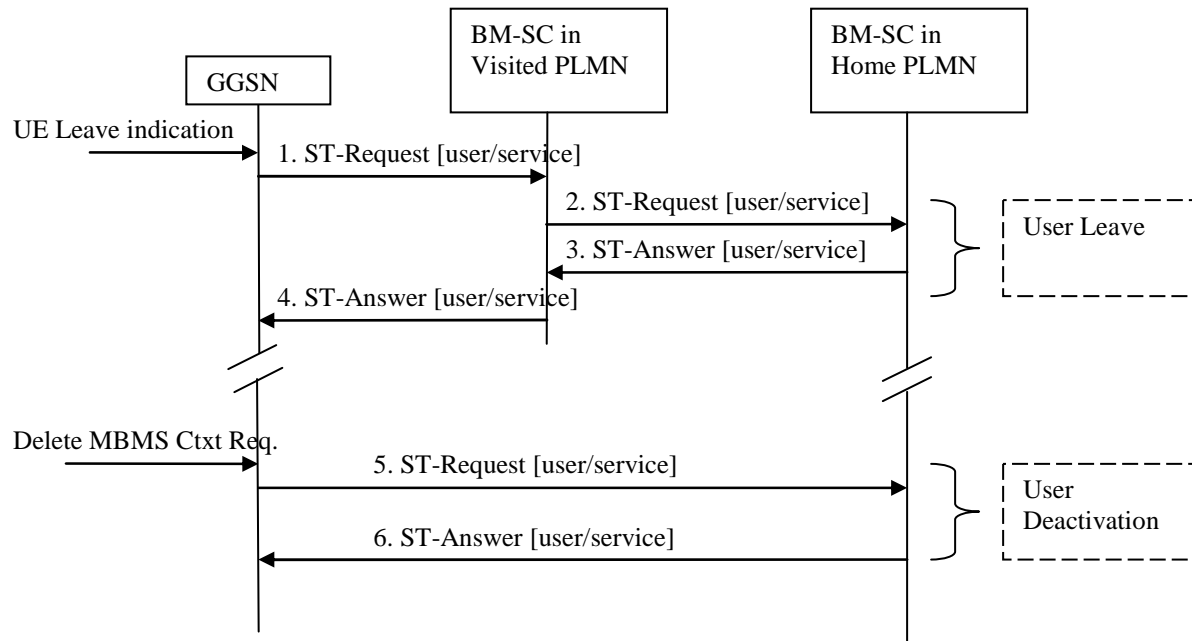 BM-SC in
Visited PLMN
BM-SC in
Home PLMN
GGSN
UE Leave indication
1. ST-Request [user/service]
2. ST-Request [user/service]
3. ST-Answer [user/service]
4. ST-Answer [user/service]
User Leave
Delete MBMS Ctxt Req.
5. ST-Request [user/service]
6. ST-Answer [user/service]
User
Deactivation